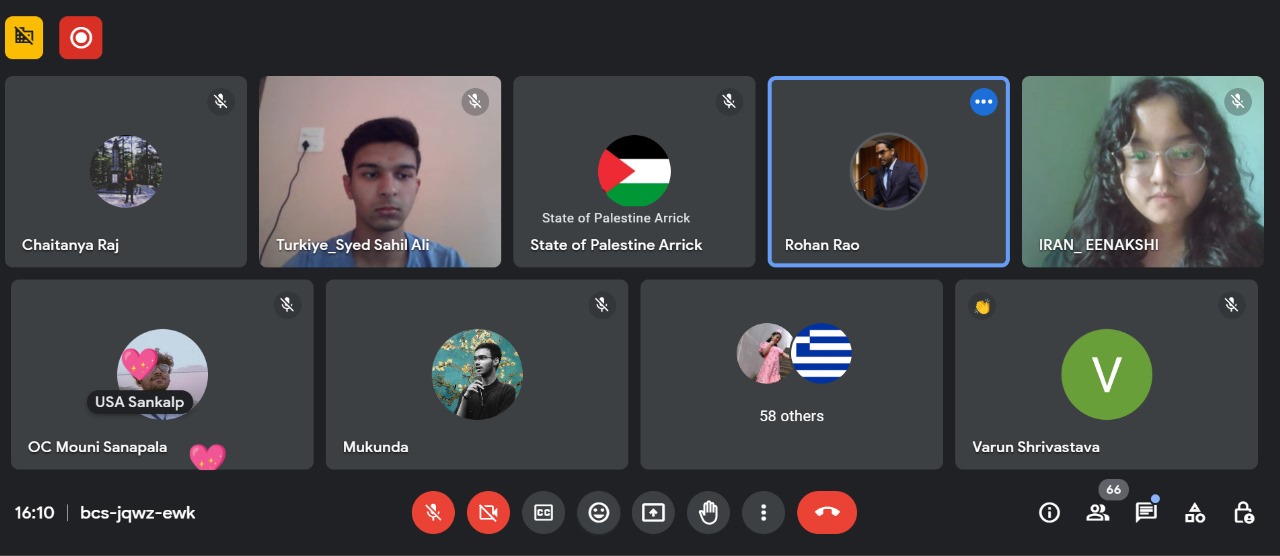 Chaitanya Raj
Turkiye_Syed Sahil Ali
State of Palestine Arrick
State of Palestine Arrick
Rohan Rao
IRAN_ EENAKSHI
USA Sankalp
OC Mouni Sanapala
Mukunda
58 others
V
Varun Shrivastava
66
16:10 | bcs-jqwz-ewk
CC